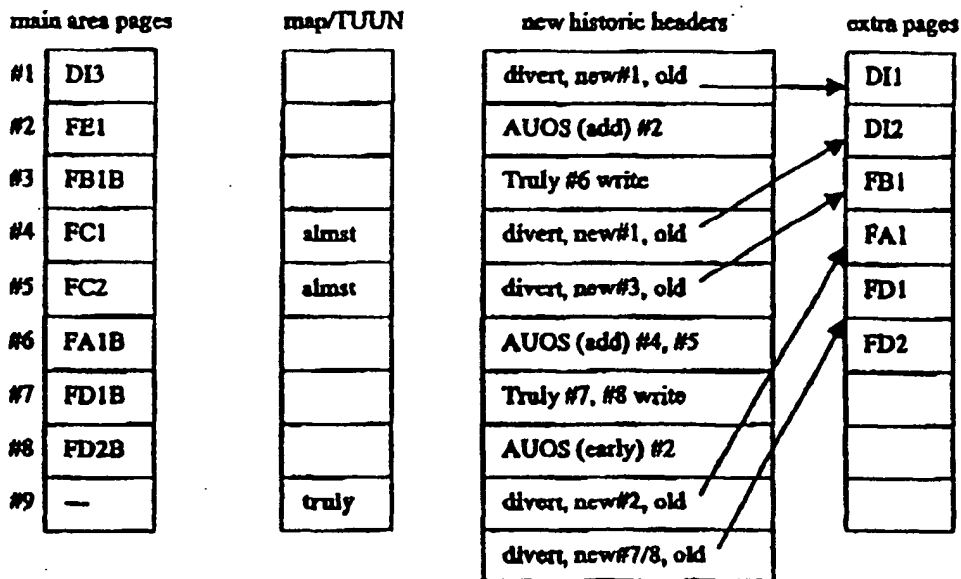 main area pages map/TUUN new historic headers extra pages
#1 DI3 divert, new#1, old DI1
#2 FE1 AUOS (add) #2 DI2
#3 FB1B Truly #6 write FB1
#4 FC1 almst divert, new#1, old FA1
#5 FC2 almst divert, new#3, old FD1
#6 FA1B AUOS (add) #4, #5 FD2
#7 FD1B Truly #7, #8 write
#8 FD2B AUOS (early) #2
#9 — truly divert, new#2, old
divert, new#7/8, old